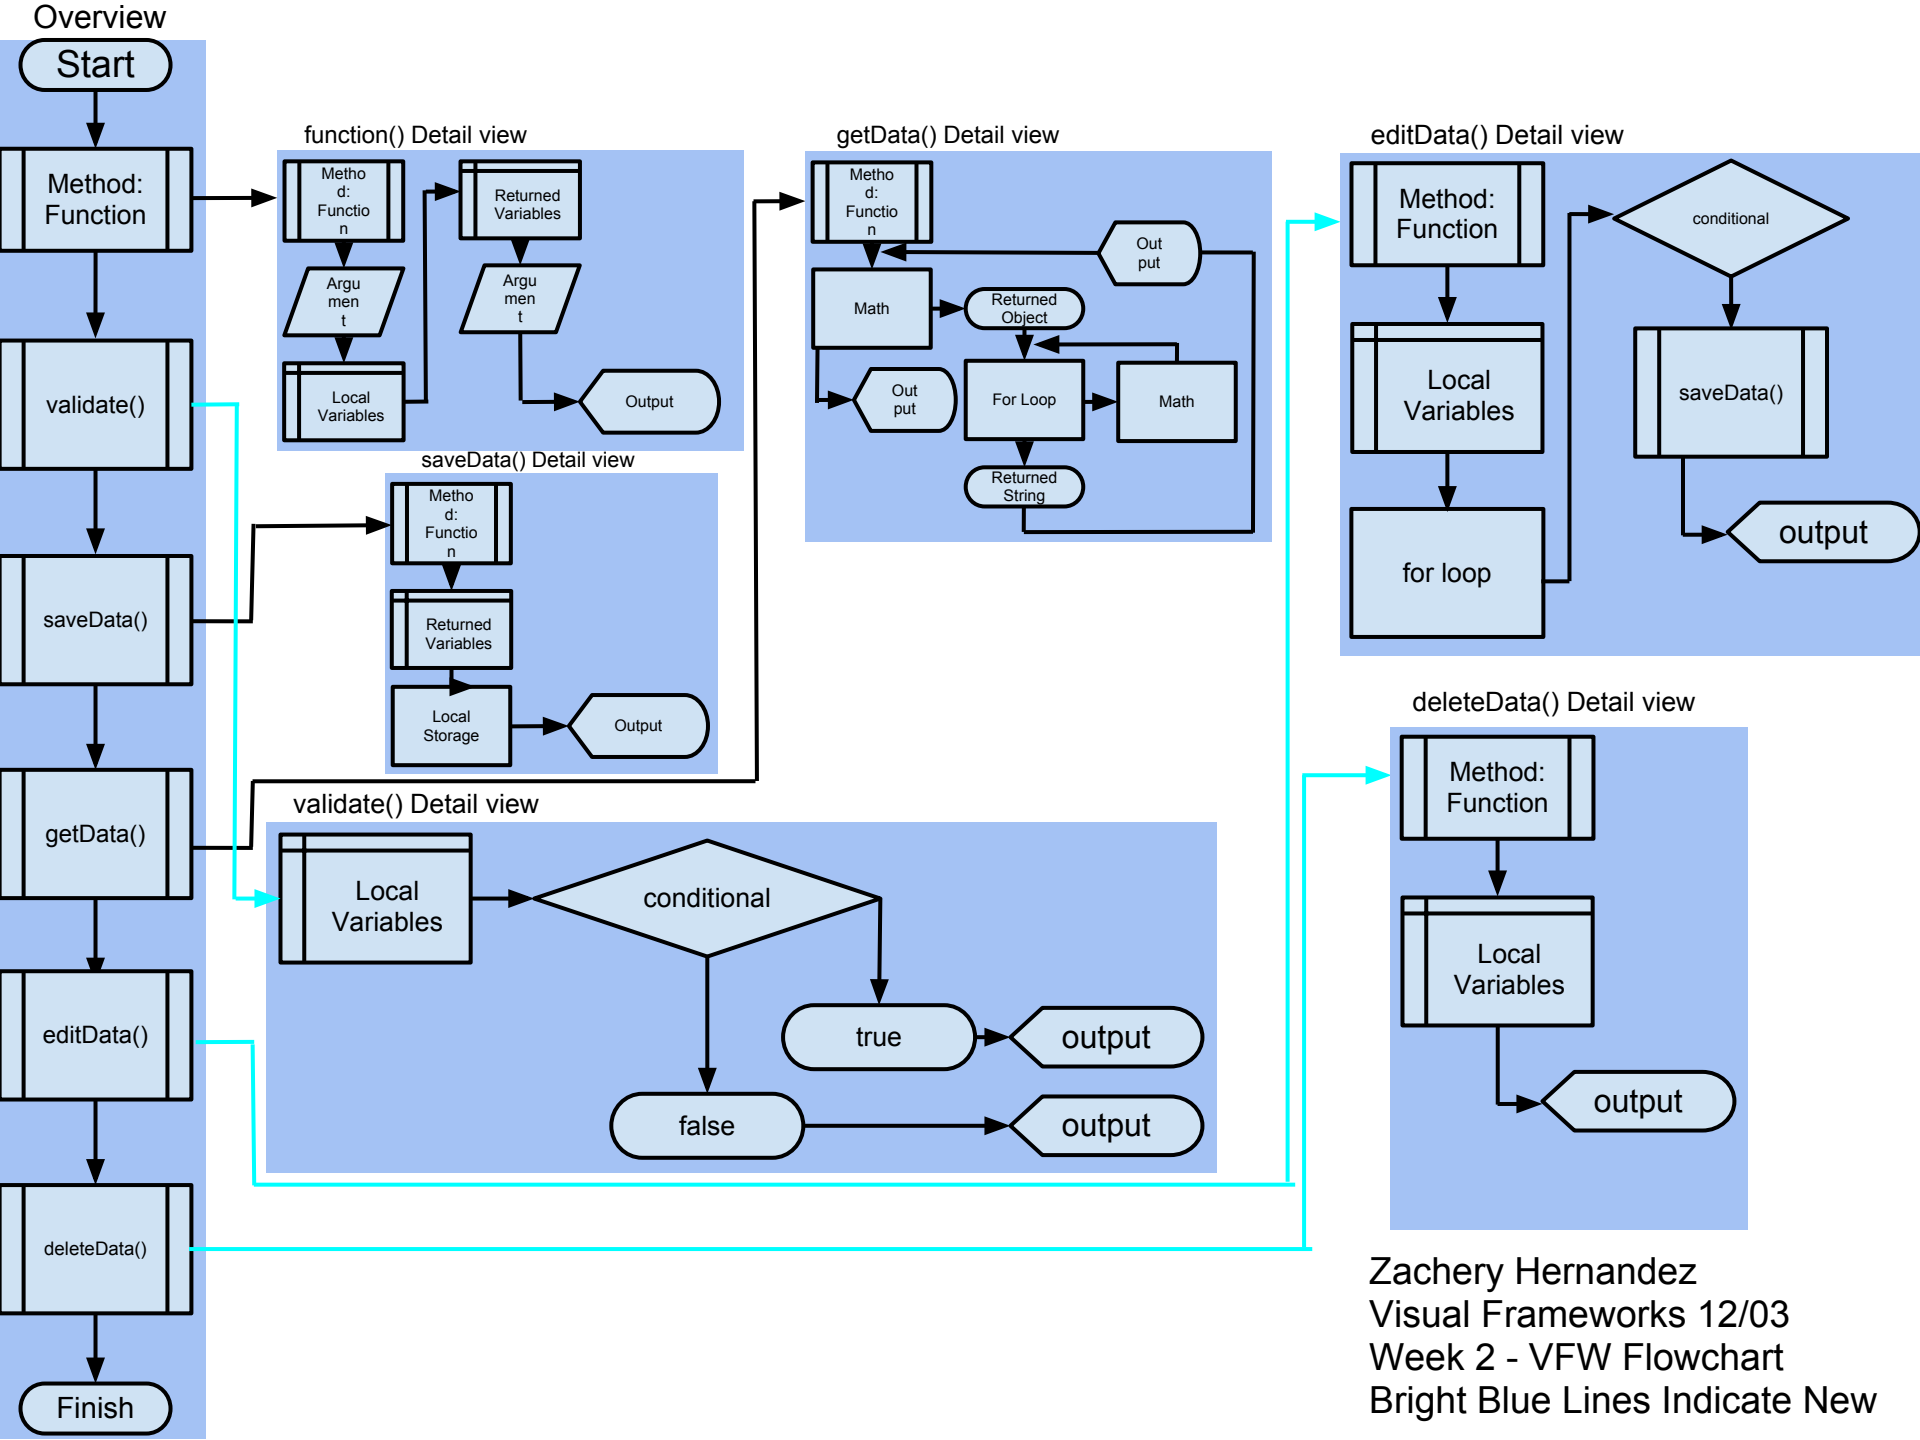 Overview
Start
Method:
Function
validate()
saveData()
getData()
editData()
deleteData()
Finish
function() Detail view
Metho
d:
Functio
n
Argu
men
t
Local
Variables
Returned
Variables
Argu
men
t
Output
saveData() Detail view
Metho
d:
Functio
n
Returned
Variables
Local
Storage
Output
getData() Detail view
Metho
d:
Functio
n
Out
put
Math
Returned
Object
Out
put
For Loop
Math
Returned
String
validate() Detail view
Local
Variables
conditional
true
output
false
output
editData() Detail view
Method:
Function
conditional
Local
Variables
saveData()
for loop
output
deleteData() Detail view
Method:
Function
Local
Variables
output
Zachery Hernandez
Visual Frameworks 12/03
Week 2 - VFW Flowchart
Bright Blue Lines Indicate New